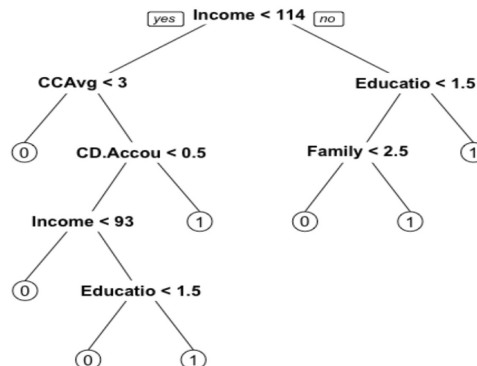 yes Income < 114 no
CCAvg < 3 Educatio < 1.5
0 CD.Accou < 0.5 Family < 2.5 1
Income < 93 1 0 1
0 Educatio < 1.5
0 1